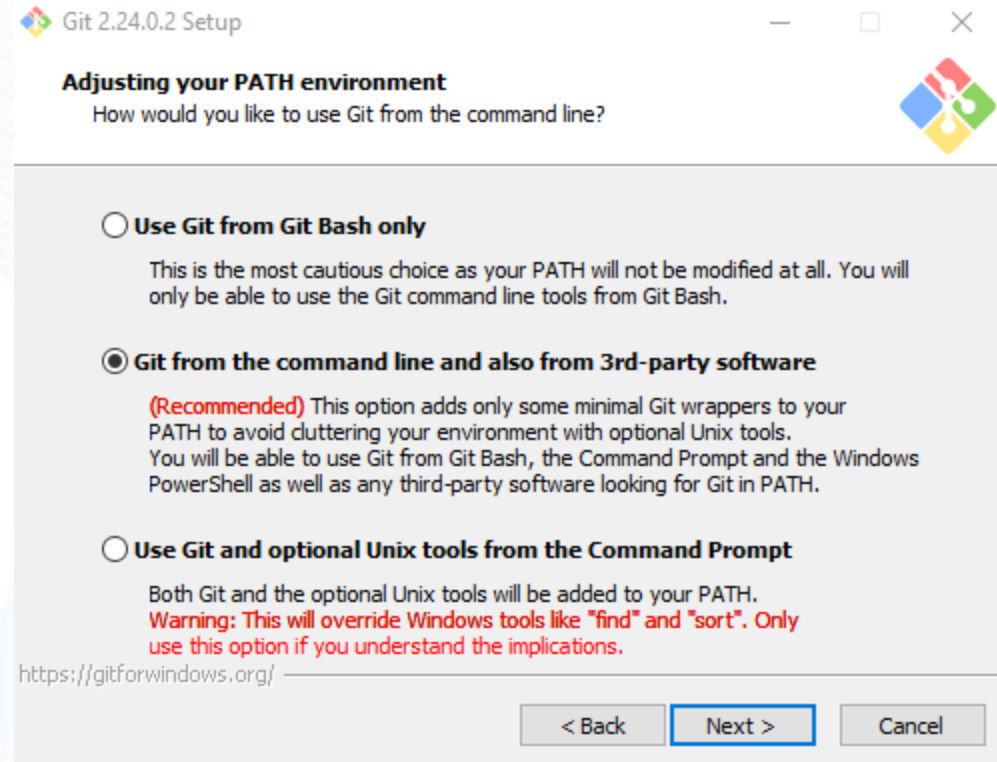 Git 2.24.0.2 Setup
Adjusting your PATH environment
How would you like to use Git from the command line?
Use Git from Git Bash only
This is the most cautious choice as your PATH will not be modified at all. You will
only be able to use the Git command line tools from Git Bash.
Git from the command line and also from 3rd-party software
(Recommended) This option adds only some minimal Git wrappers to your
PATH to avoid cluttering your environment with optional Unix tools.
You will be able to use Git from Git Bash, the Command Prompt and the Windows
PowerShell as well as any third-party software looking for Git in PATH.
Use Git and optional Unix tools from the Command Prompt
Both Git and the optional Unix tools will be added to your PATH.
Warning: This will override Windows tools like "find" and "sort". Only
use this option if you understand the implications.
https://gitforwindows.org/
< Back
Next >
Cancel